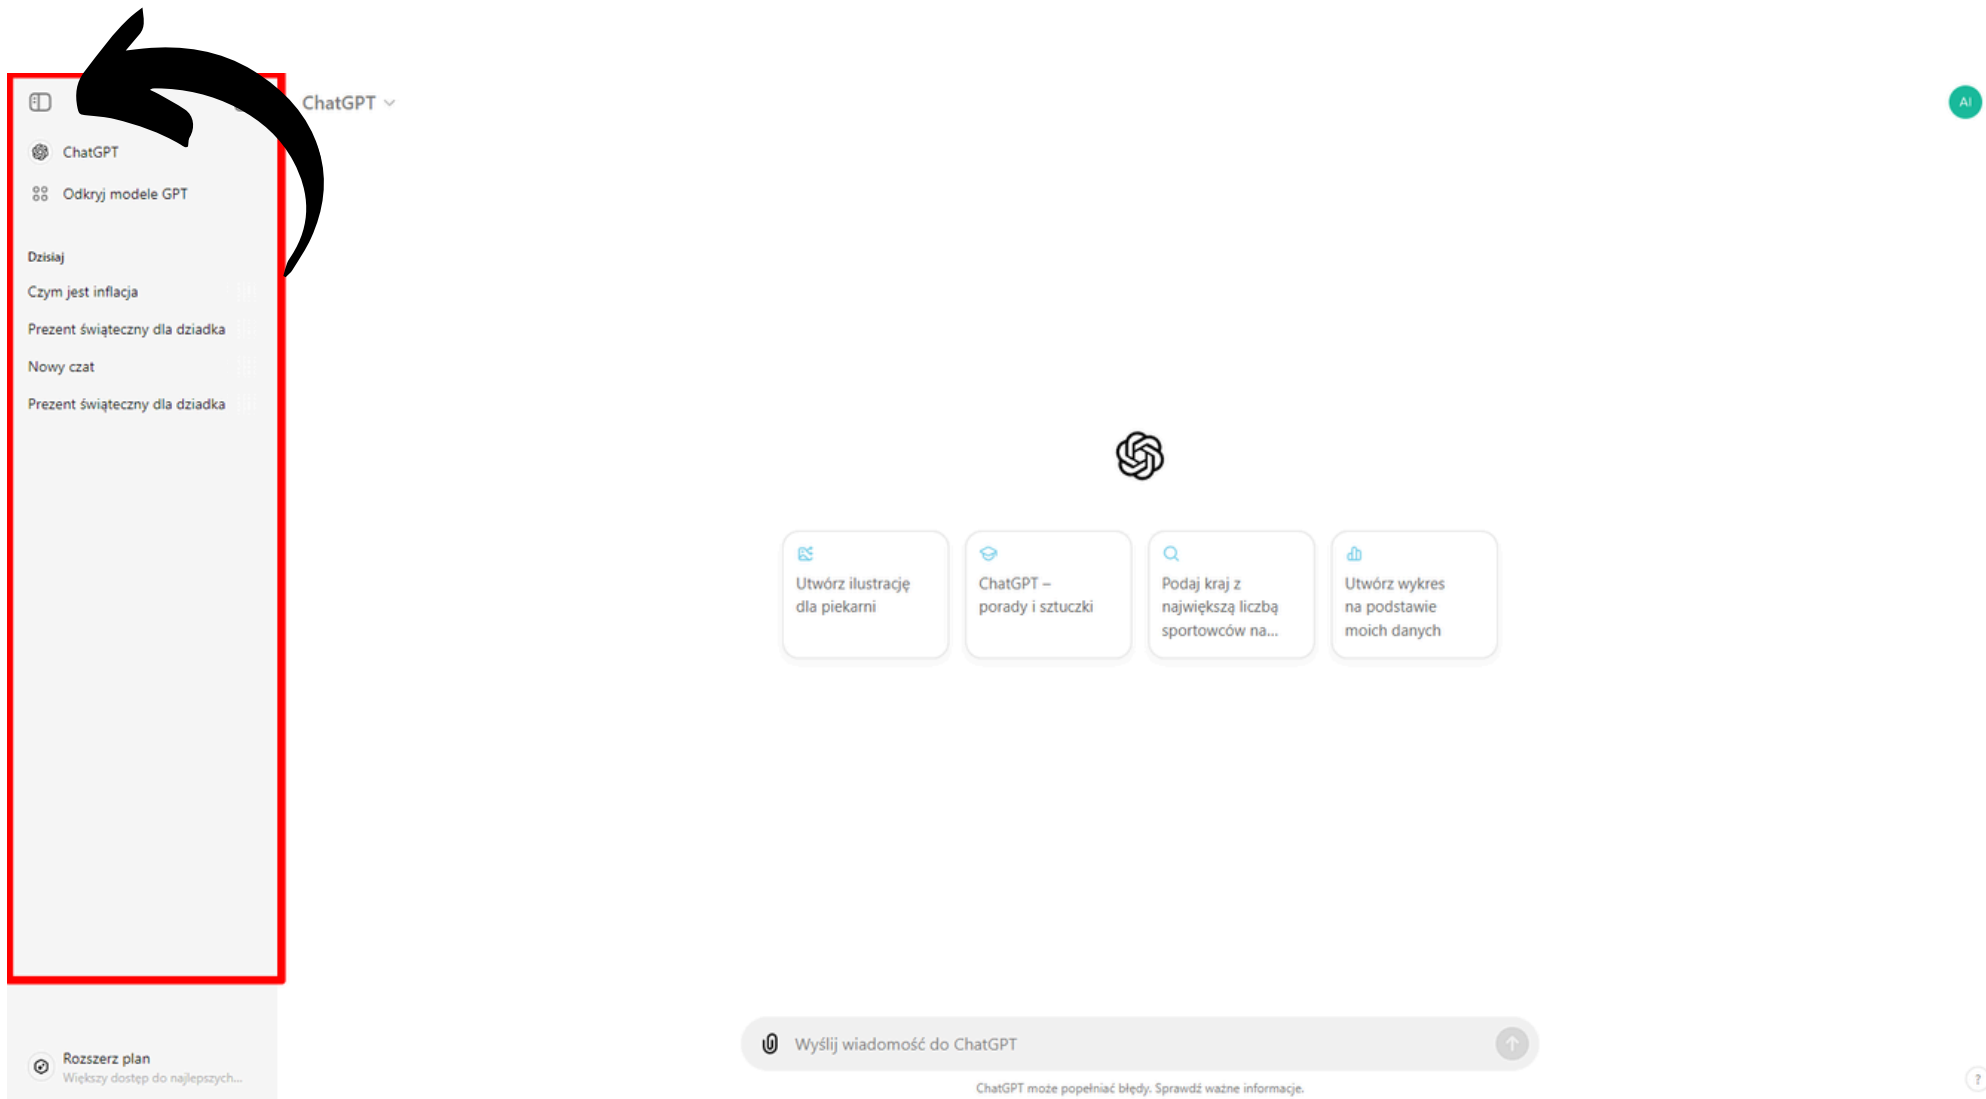 ChatGPT
AI
ChatGPT
Odkryj modele GPT
Dzisiaj
Czym jest inflacja
Prezent świąteczny dla dziadka
Nowy czat
Prezent świąteczny dla dziadka
Utwórz ilustrację
dla piekarni
ChatGPT –
porady i sztuczki
Podaj kraj z
największą liczbą
sportowców na...
Utwórz wykres
na podstawie
moich danych
Wyślij wiadomość do ChatGPT
Rozszerz plan
Większy dostęp do najlepszych...
ChatGPT może popełniać błędy. Sprawdź ważne informacje.
?